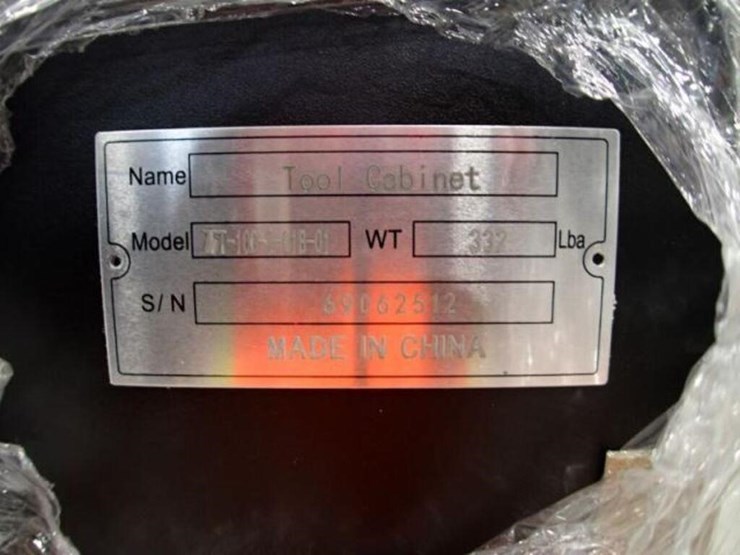 Name Tool Cabinet
Model WT 332 Lba
S/N 69062512
MADE IN CHINA